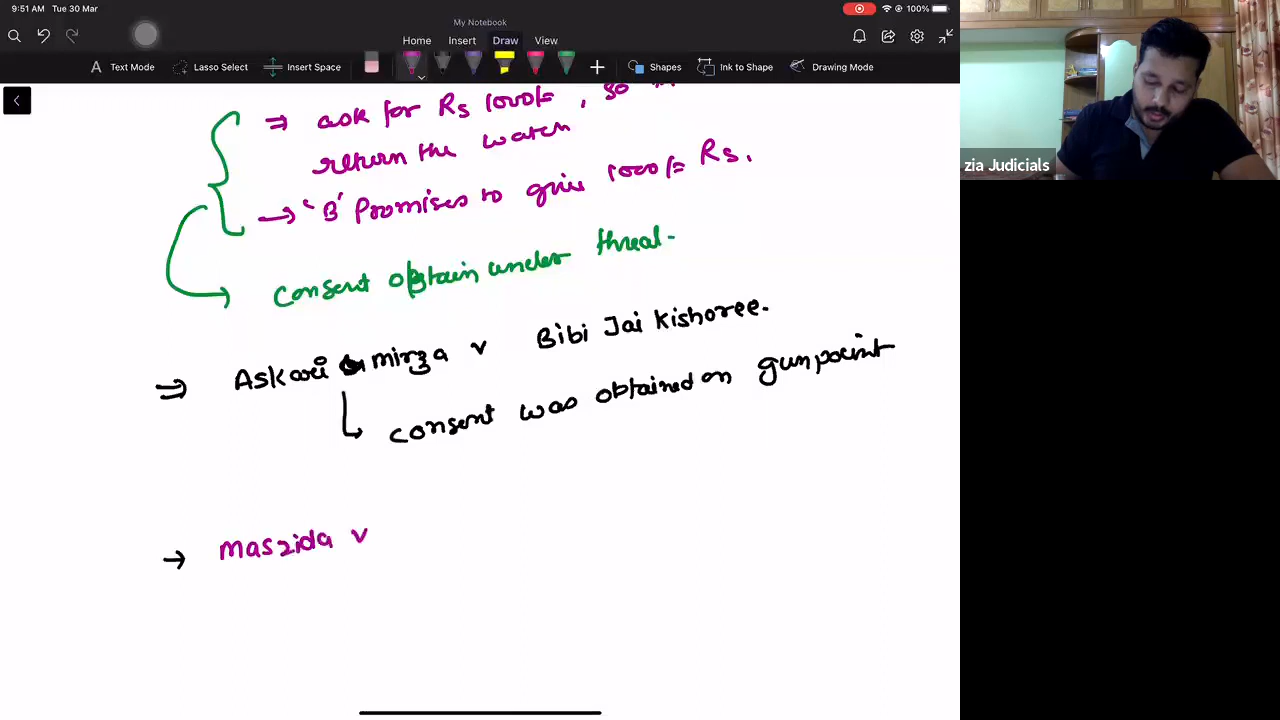 9:51 AM Tue 30 Mar
100%
My Notebook
Home Insert Draw View
Text Mode Lasso Select Insert Space Shapes Ink to Shape Drawing Mode
⇒ ask for Rs 1000/=, so
return the watch
→ 'B' Promises to give 1000/= Rs.
Consent obtain under threat.
zia Judicials
⇒ Askari mirza v Bibi Jai Kishoree.
consent was obtained on gunpoint
→ maszida v